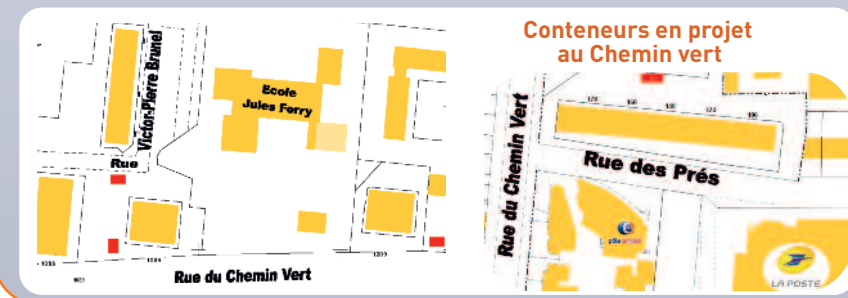 Conteneurs en projet
au Chemin vert
Victor-Pierre Brunel
Rue
Ecole
Jules Ferry
Rue du Chemin Vert
Rue du Chemin Vert
Rue des Prés
LA POSTE